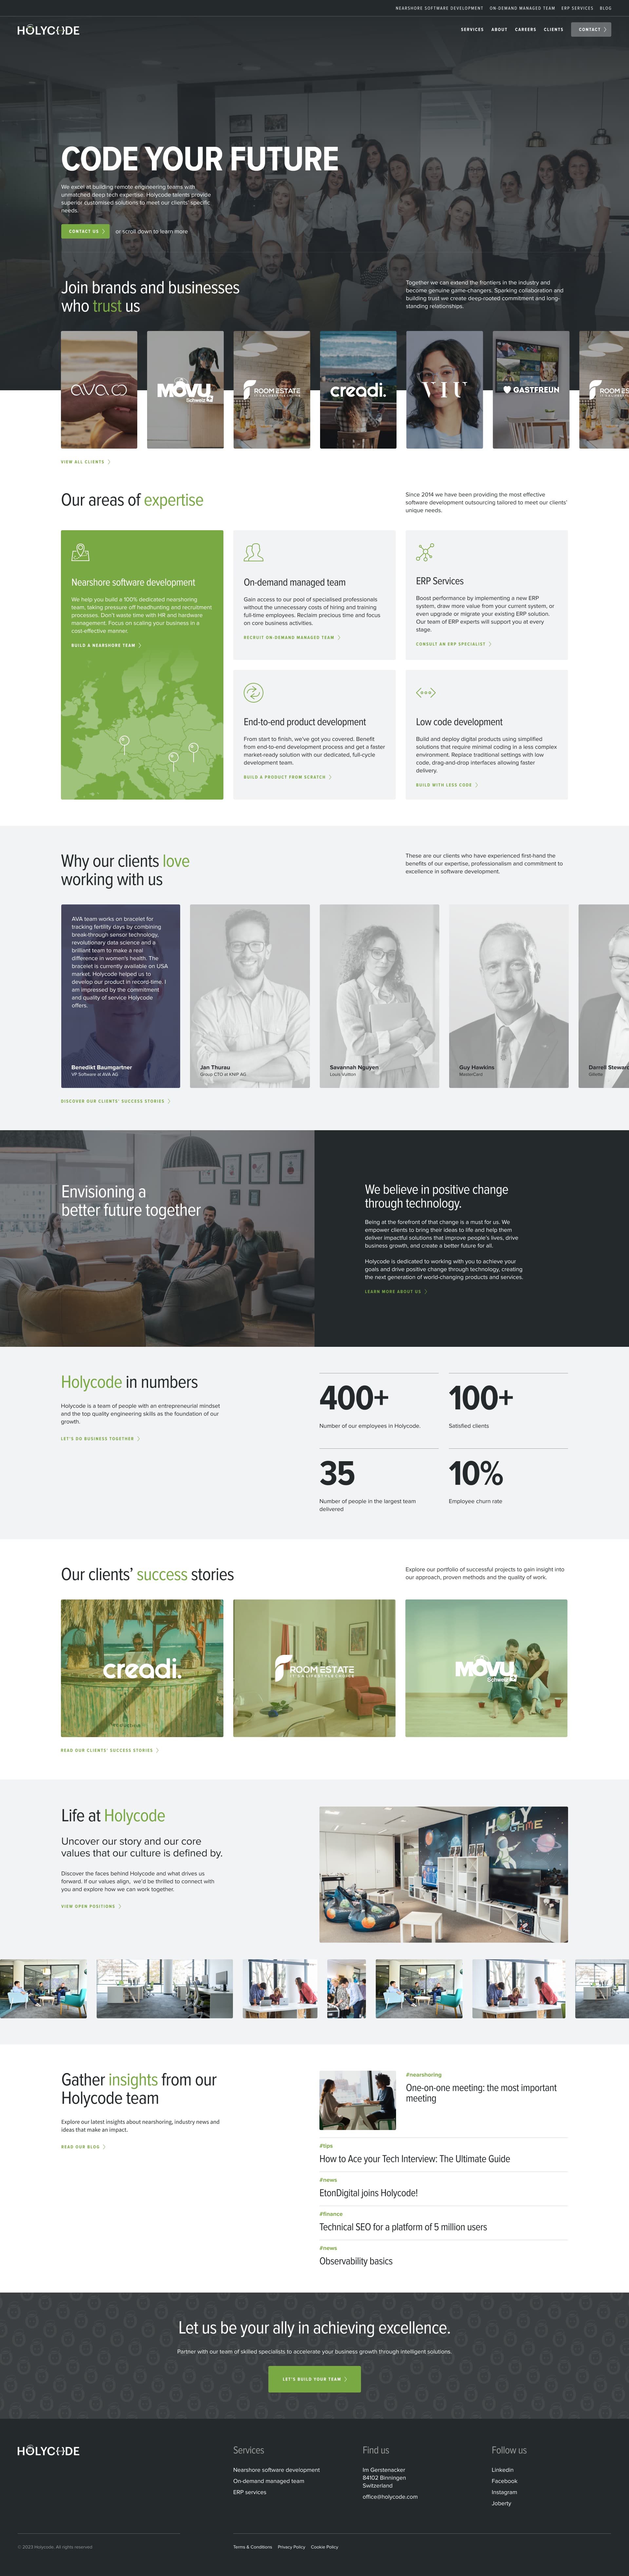 NEARSHORE SOFTWARE DEVELOPMENT ON-DEMAND MANAGED TEAM ERP SERVICES BLOG
HOLYCODE
SERVICES ABOUT CAREERS CLIENTS CONTACT
CODE YOUR FUTURE
We excel at building remote engineering teams with
unmatched deep tech expertise. Holycode talents provide
superior customised solutions to meet our clients' specific
needs.
CONTACT US
or scroll down to learn more
Join brands and businesses
who trust us
Together we can extend the frontiers in the industry and
become genuine game-changers. Sparking collaboration and
building trust we create deep-rooted commitment and long-
standing relationships.
ava
MOVU
Schweiz
ROOMESTATE
creadi.
VIU
GASTFREUN
ROOMES
VIEW ALL CLIENTS
Our areas of expertise
Since 2014 we have been providing the most effective
software development outsourcing tailored to meet our clients'
unique needs.
Nearshore software development
We help you build a 100% dedicated nearshoring
team, taking pressure off headhunting and recruitment
processes. Don't waste time with HR and hardware
management. Focus on scaling your business in a
cost-effective manner.
BUILD A NEARSHORE TEAM
On-demand managed team
Gain access to our pool of specialised professionals
without the unnecessary costs of hiring and training
full-time employees. Reclaim precious time and focus
on core business activities.
RECRUIT ON-DEMAND MANAGED TEAM
ERP Services
Boost performance by implementing a new ERP
system, draw more value from your current system, or
even upgrade or migrate your existing ERP solution.
Our team of ERP experts will support you at every
stage.
CONSULT AN ERP SPECIALIST
End-to-end product development
From start to finish, we've got you covered. Benefit
from end-to-end development process and get a faster
market-ready solution with our dedicated, full-cycle
development team.
BUILD A PRODUCT FROM SCRATCH
Low code development
Build and deploy digital products using simplified
solutions that require minimal coding in a less complex
environment. Replace traditional settings with low
code, drag-and-drop interfaces allowing faster
delivery.
BUILD WITH LESS CODE
Why our clients love
working with us
These are our clients who have experienced first-hand the
benefits of our expertise, professionalism and commitment to
excellence in software development.
AVA team works on bracelet for
tracking fertility days by combining
break-through sensor technology,
revolutionary data science and a
brilliant team to make a real
difference in women's health. The
bracelet is currently available on USA
market. Holycode helped us to
develop our product in record-time. I
am impressed by the commitment
and quality of service Holycode
offers.
Benedikt Baumgartner
VP Software at AVA AG
Jan Thurau
Group CTO at KNIP AG
Savannah Nguyen
Louis Vuitton
Guy Hawkins
MasterCard
Darrell Steward
Gillette
DISCOVER OUR CLIENTS' SUCCESS STORIES
Envisioning a
better future together
We believe in positive change
through technology.
Being at the forefront of that change is a must for us. We
empower clients to bring their ideas to life and help them
deliver impactful solutions that improve people's lives, drive
business growth, and create a better future for all.
Holycode is dedicated to working with you to achieve your
goals and drive positive change through technology, creating
the next generation of world-changing products and services.
LEARN MORE ABOUT US
Holycode in numbers
Holycode is a team of people with an entrepreneurial mindset
and the top quality engineering skills as the foundation of our
growth.
LET'S DO BUSINESS TOGETHER
400+
Number of our employees in Holycode.
100+
Satisfied clients
35
Number of people in the largest team
delivered
10%
Employee churn rate
Our clients' success stories
Explore our portfolio of successful projects to gain insight into
our approach, proven methods and the quality of work.
creadi.
ROOMESTATE
IT'S A LIFESTYLE CHOICE
MOVU
Schweiz
READ OUR CLIENTS' SUCCESS STORIES
Life at Holycode
Uncover our story and our core
values that our culture is defined by.
Discover the faces behind Holycode and what drives us
forward. If our values align, we'd be thrilled to connect with
you and explore how we can work together.
VIEW OPEN POSITIONS
HOLY
GAME
Gather insights from our
Holycode team
Explore our latest insights about nearshoring, industry news and
ideas that make an impact.
READ OUR BLOG
#nearshoring
One-on-one meeting: the most important
meeting
#tips
How to Ace your Tech Interview: The Ultimate Guide
#news
EtonDigital joins Holycode!
#finance
Technical SEO for a platform of 5 million users
#news
Observability basics
Let us be your ally in achieving excellence.
Partner with our team of skilled specialists to accelerate your business growth through intelligent solutions.
LET'S BUILD YOUR TEAM
HOLYCODE
Services
Nearshore software development
On-demand managed team
ERP services
Find us
Im Gerstenacker
84102 Binningen
Switzerland
office@holycode.com
Follow us
Linkedin
Facebook
Instagram
Joberty
© 2023 Holycode. All rights reserved
Terms & Conditions Privacy Policy Cookie Policy